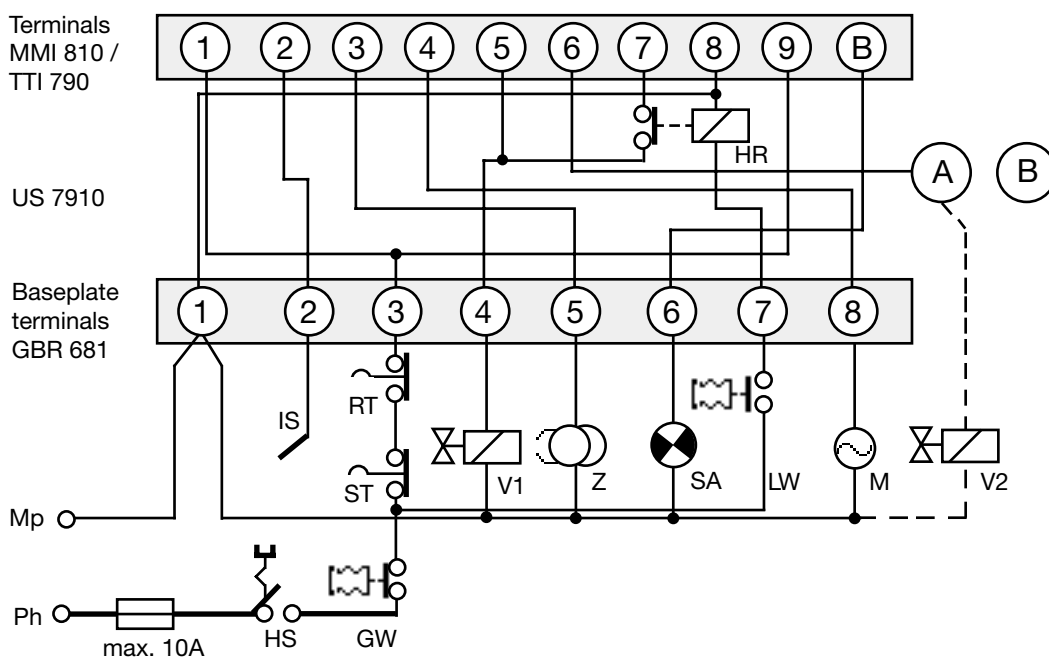 Terminals
MMI 810 /
TTI 790
1 2 3 4 5 6 7 8 9 B
HR
A B
US 7910
Baseplate
terminals
GBR 681
1 2 3 4 5 6 7 8
RT
IS
ST
V1
Z
SA
LW
M
V2
Mp
Ph
max. 10A
HS
GW